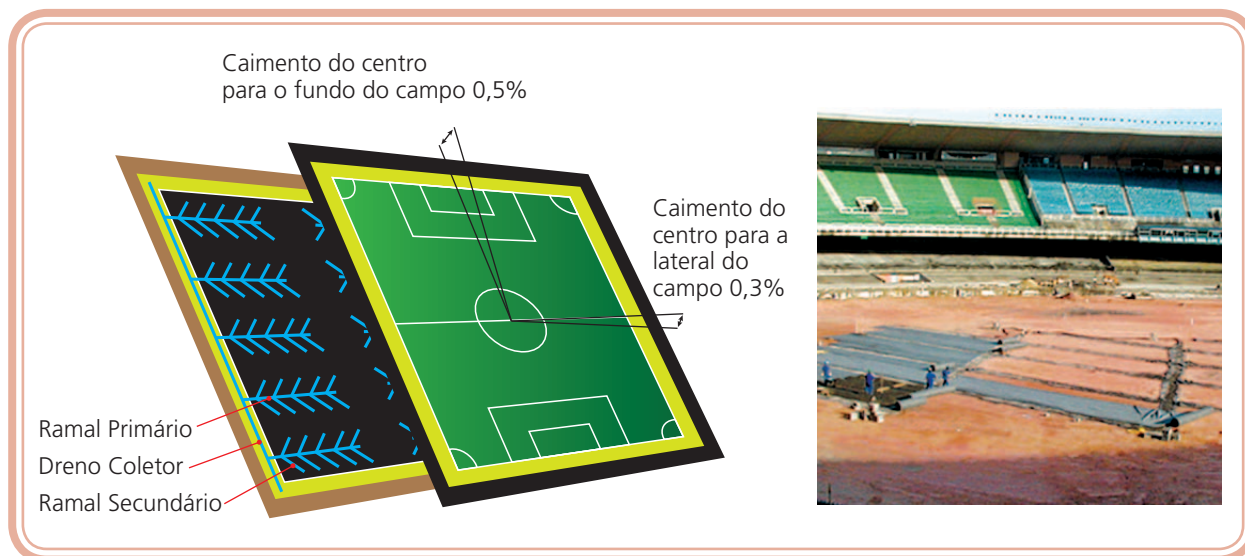 Caimento do centro
para o fundo do campo 0,5%
Caimento do
centro para a
lateral do
campo 0,3%
Ramal Primário
Dreno Coletor
Ramal Secundário